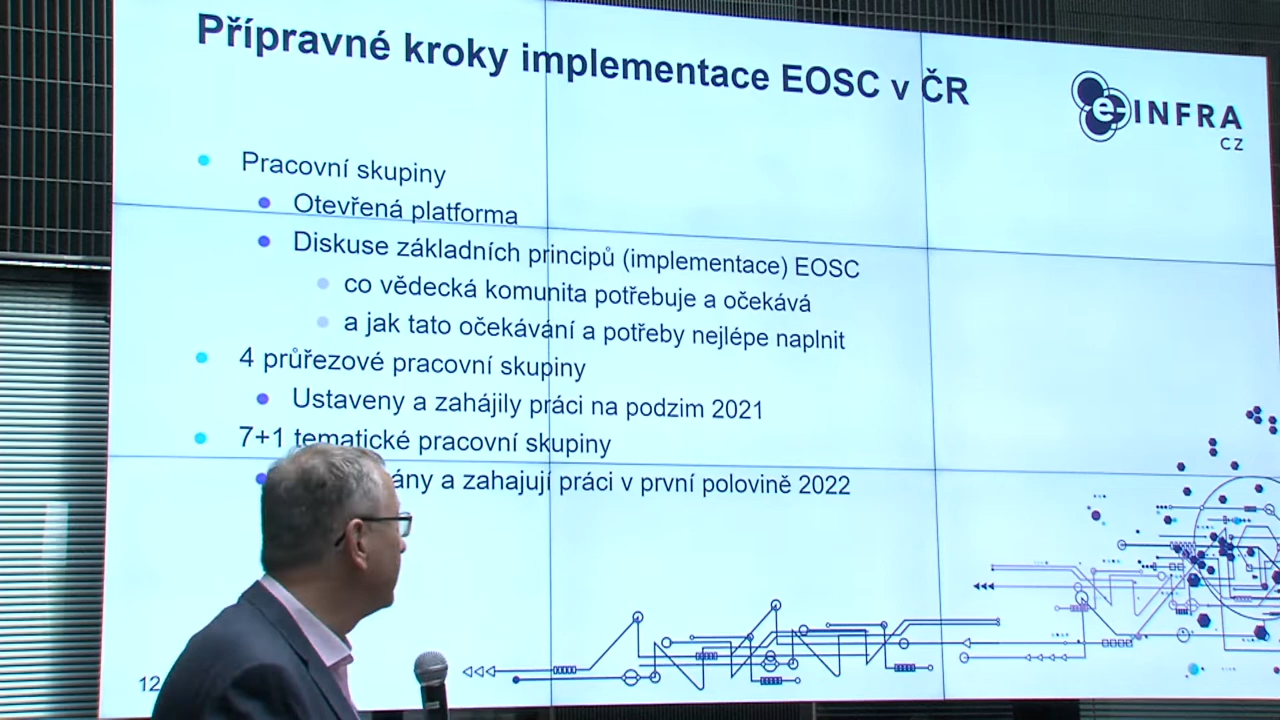 Přípravné kroky implementace EOSC v ČR
e-INFRA
CZ
Pracovní skupiny
Otevřená platforma
Diskuse základních principů (implementace) EOSC
co vědecká komunita potřebuje a očekává
a jak tato očekávání a potřeby nejlépe naplnit
4 průřezové pracovní skupiny
Ustaveny a zahájily práci na podzim 2021
7+1 tematické pracovní skupiny
a zahajují práci v první polovině 2022
12